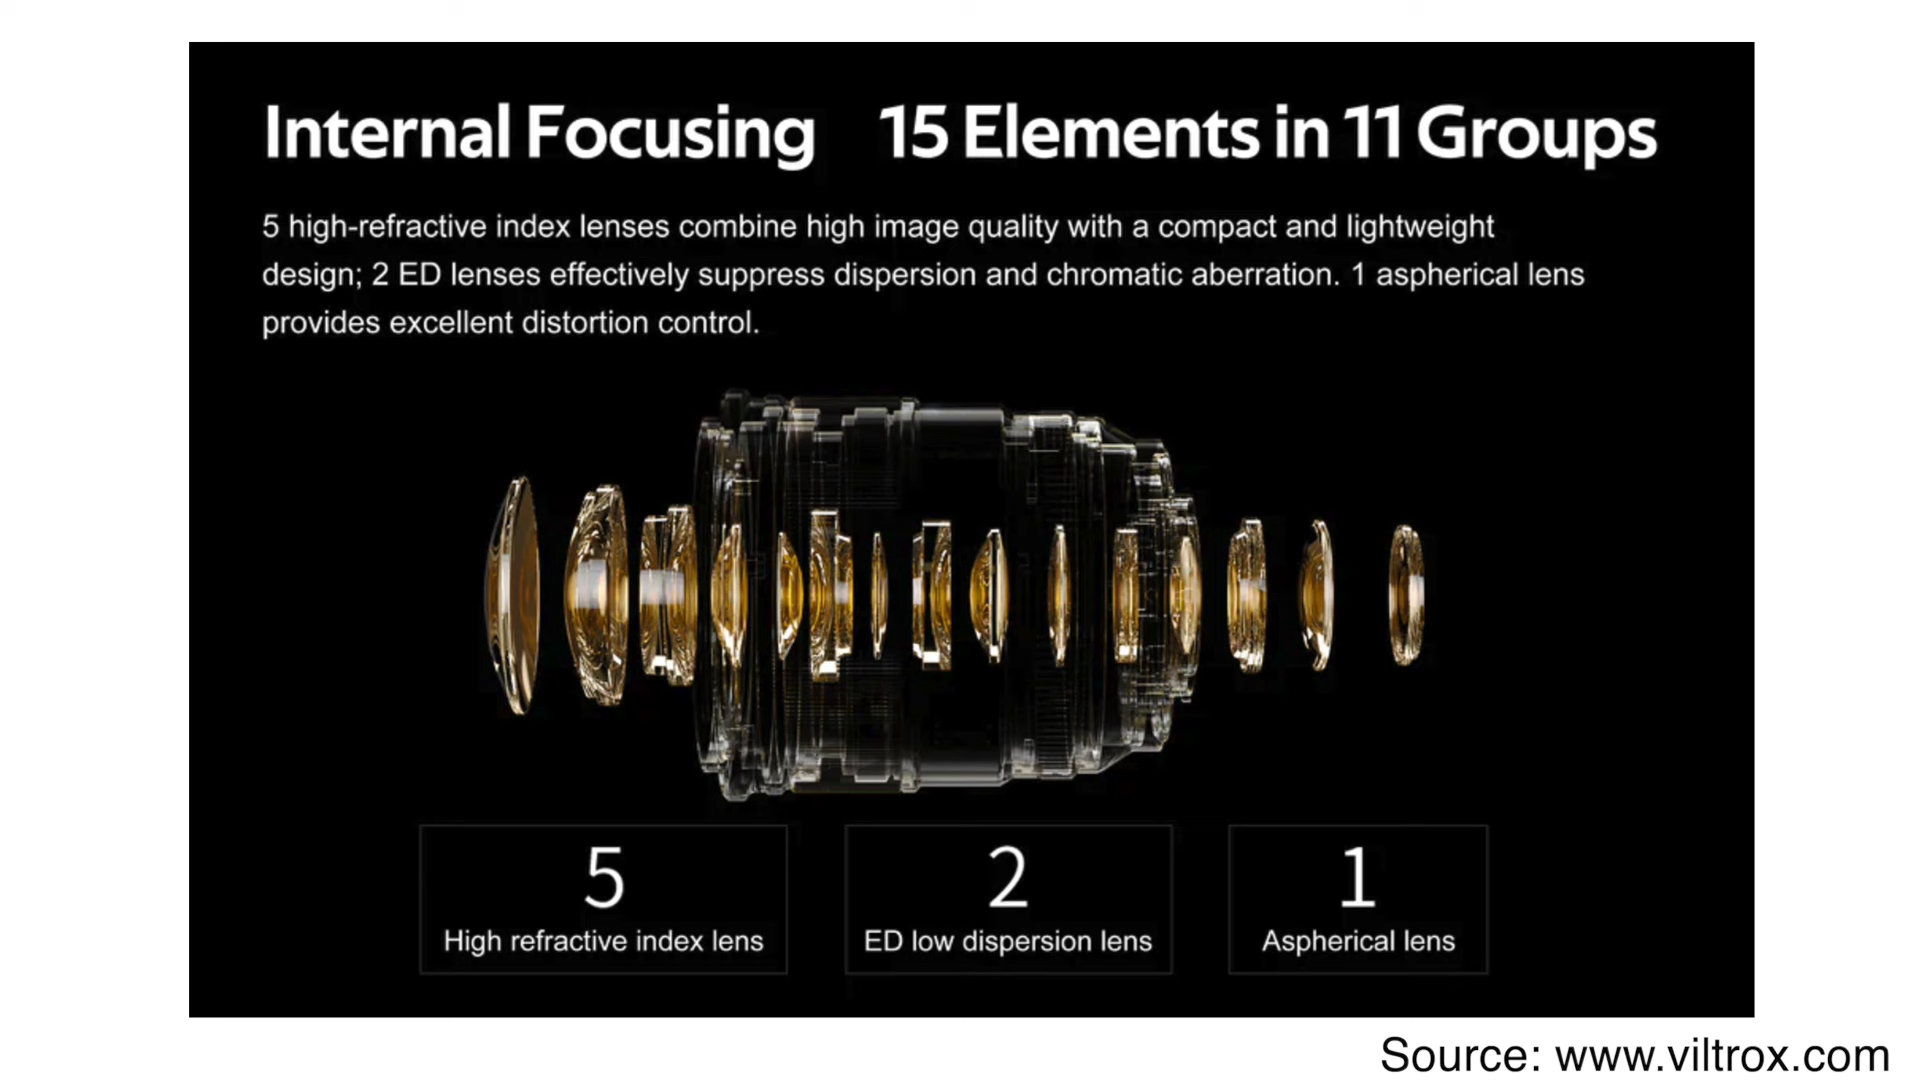 Internal Focusing 15 Elements in 11 Groups
5 high-refractive index lenses combine high image quality with a compact and lightweight
design; 2 ED lenses effectively suppress dispersion and chromatic aberration. 1 aspherical lens
provides excellent distortion control.
5
High refractive index lens
2
ED low dispersion lens
1
Aspherical lens
Source: www.viltrox.com